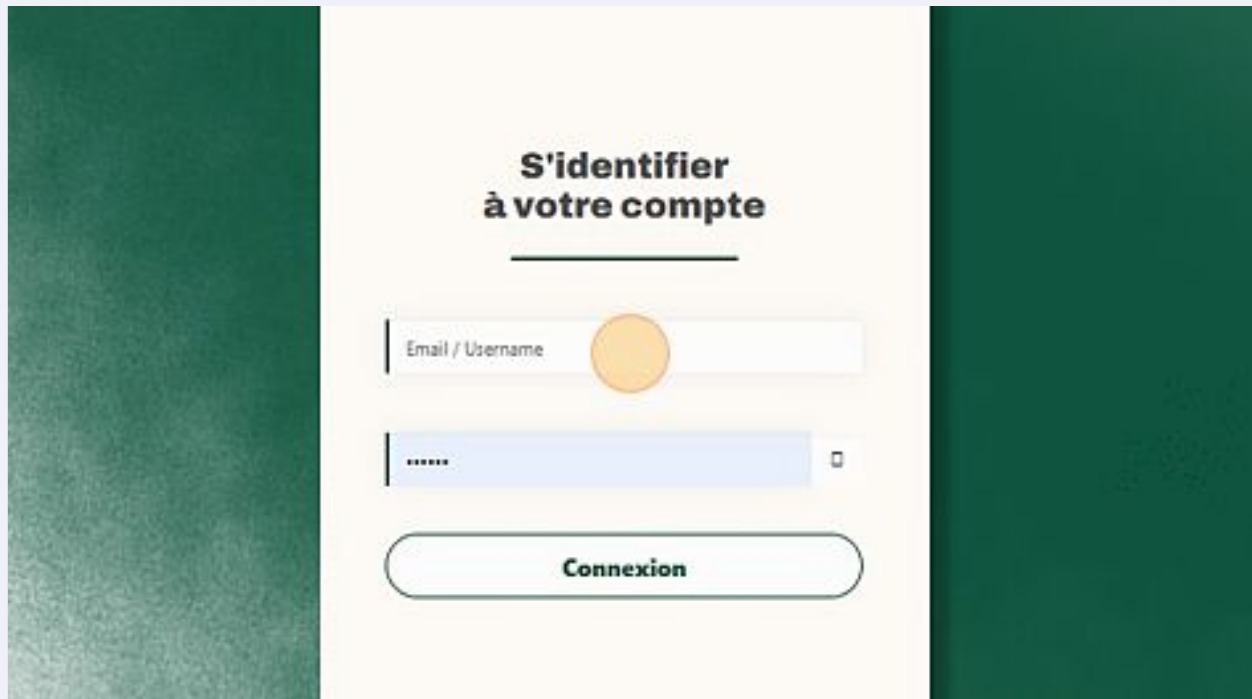 S'identifier
à votre compte
Email / Username
••••••
Connexion